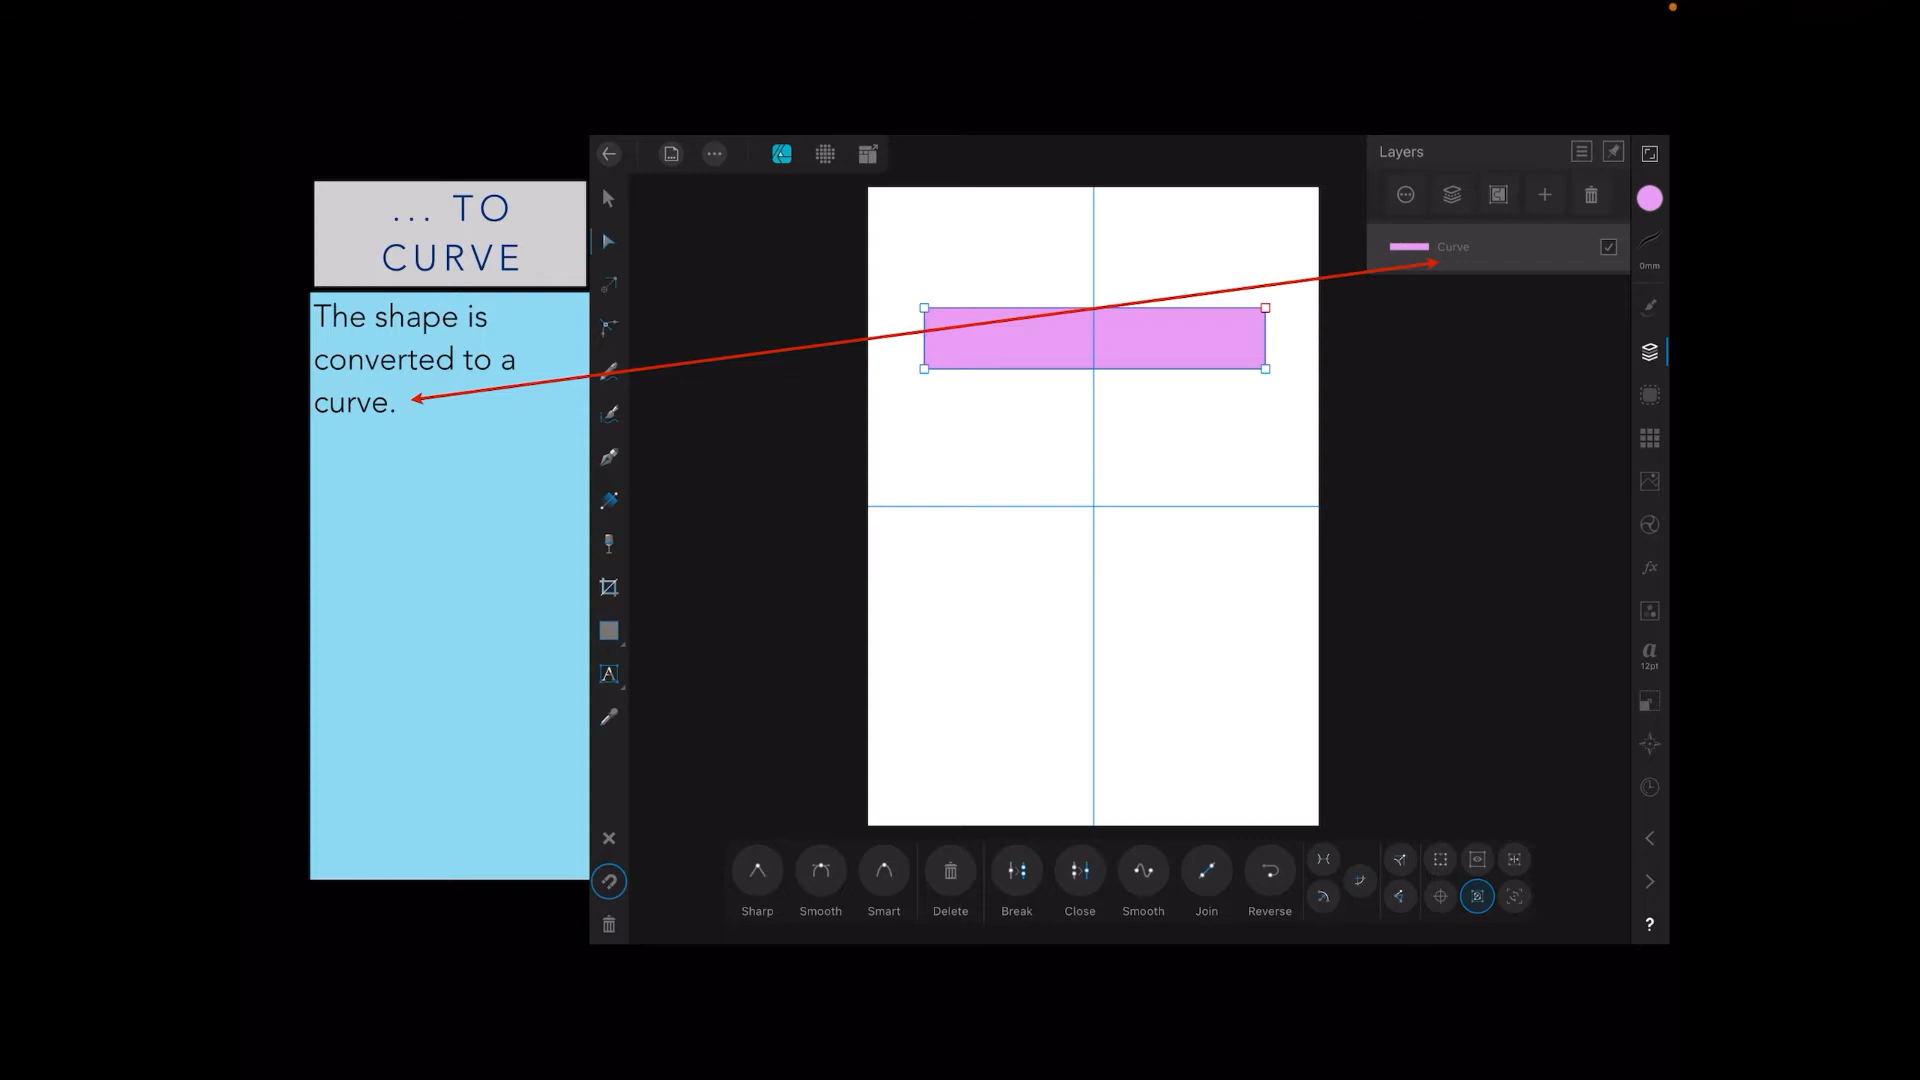 ... TO
CURVE
The shape is
converted to a
curve.
Layers
Curve
0mm
fx
a
12pt
A
Sharp
Smooth
Smart
Delete
Break
Close
Smooth
Join
Reverse
?